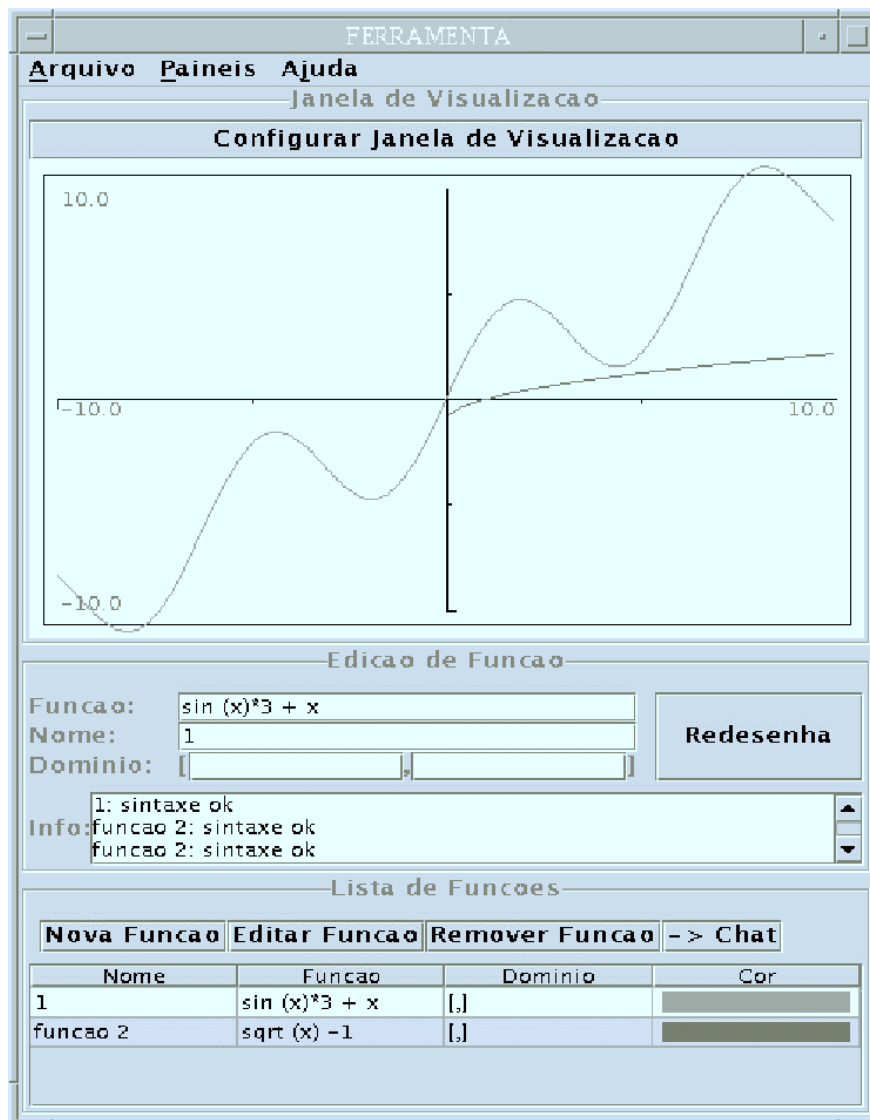 FERRAMENTA
Arquivo Paineis Ajuda
Janela de Visualizacao
Configurar Janela de Visualizacao
10.0
-10.0 10.0
-10.0
Edicao de Funcao
Funcao: sin (x)*3 + x
Nome: 1
Redesenha
Dominio: [ , ]
1: sintaxe ok
Info: funcao 2: sintaxe ok
funcao 2: sintaxe ok
Lista de Funcoes
Nova Funcao Editar Funcao Remover Funcao -> Chat
Nome Funcao Dominio Cor
1 sin (x)*3 + x [,]
funcao 2 sqrt (x) -1 [,]